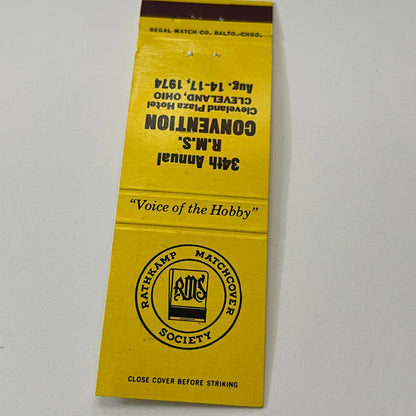 REGAL MATCH CO. BALTO.-CHGO.
34th Annual
R.M.S.
CONVENTION
Cleveland Plaza Hotel
CLEVELAND, OHIO
Aug. 14-17, 1974
"Voice of the Hobby"
RATHKAMP MATCHCOVER
SOCIETY
RMS
CLOSE COVER BEFORE STRIKING